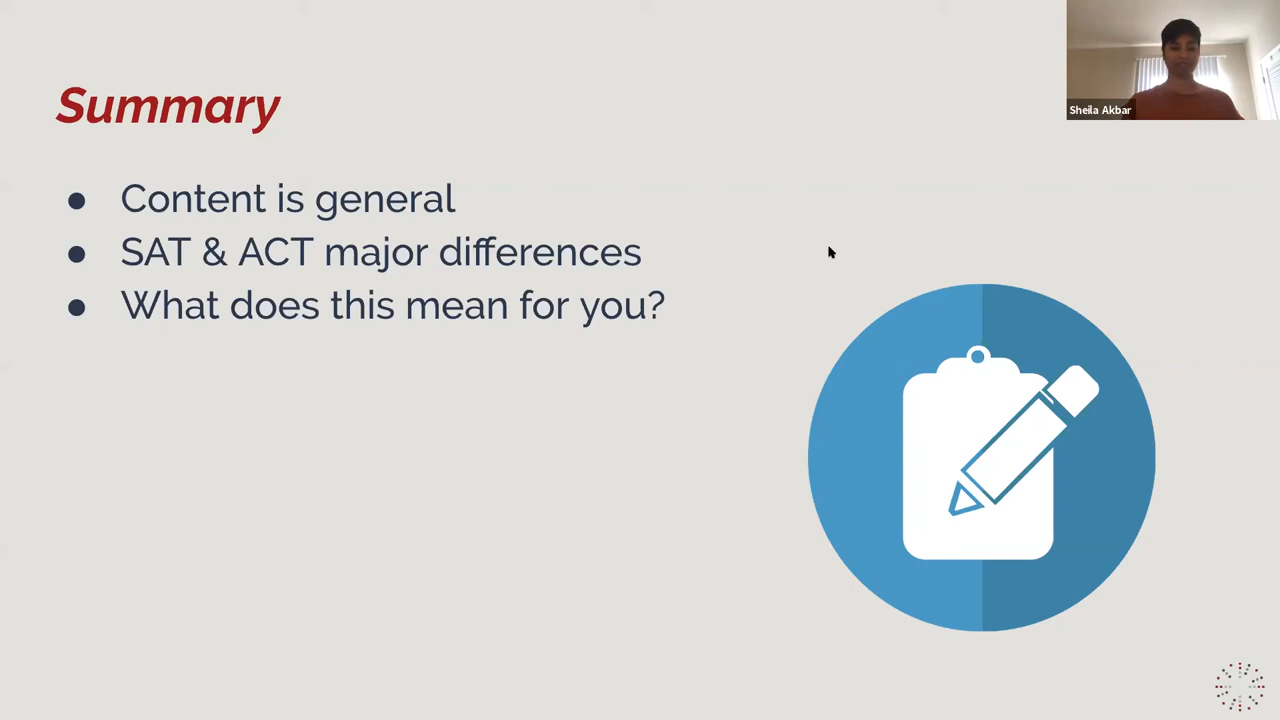 Summary
● Content is general
● SAT & ACT major differences
● What does this mean for you?
Sheila Akbar